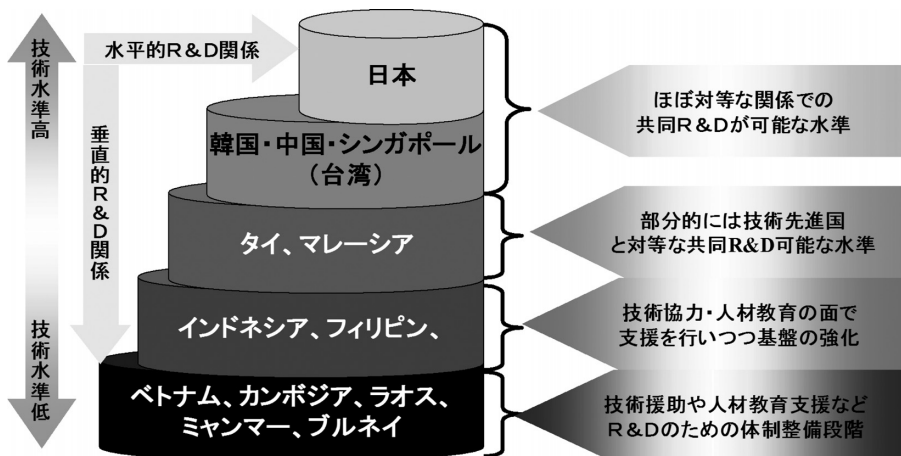 技術水準高
技術水準低
水平的R&D関係
垂直的R&D関係
日本
韓国・中国・シンガポール
（台湾）
タイ、マレーシア
インドネシア、フィリピン、
ベトナム、カンボジア、ラオス、
ミャンマー、ブルネイ
ほぼ対等な関係での
共同R&Dが可能な水準
部分的には技術先進国
と対等な共同R&D可能な水準
技術協力・人材教育の面で
支援を行いつつ基盤の強化
技術援助や人材教育支援など
R&Dのための体制整備段階